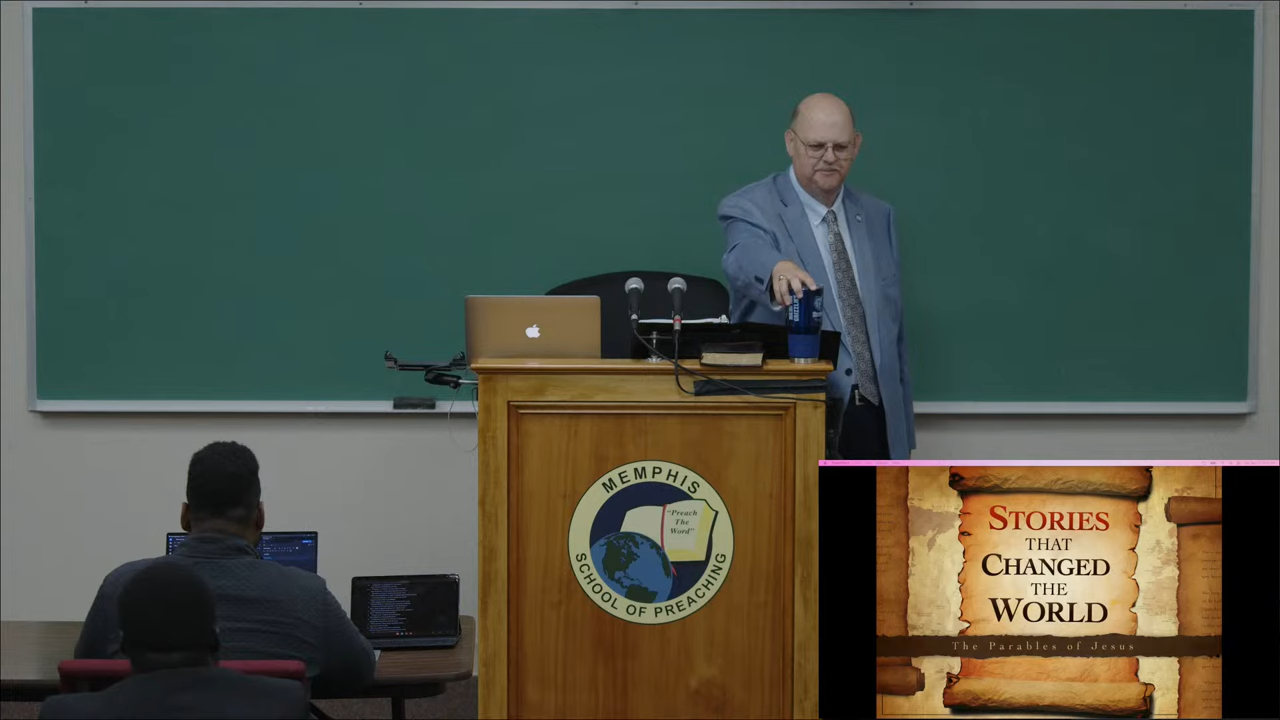 MEMPHIS
"Preach
The
Word"
SCHOOL OF PREACHING
STORIES
THAT
CHANGED
THE
WORLD
The Parables of Jesus